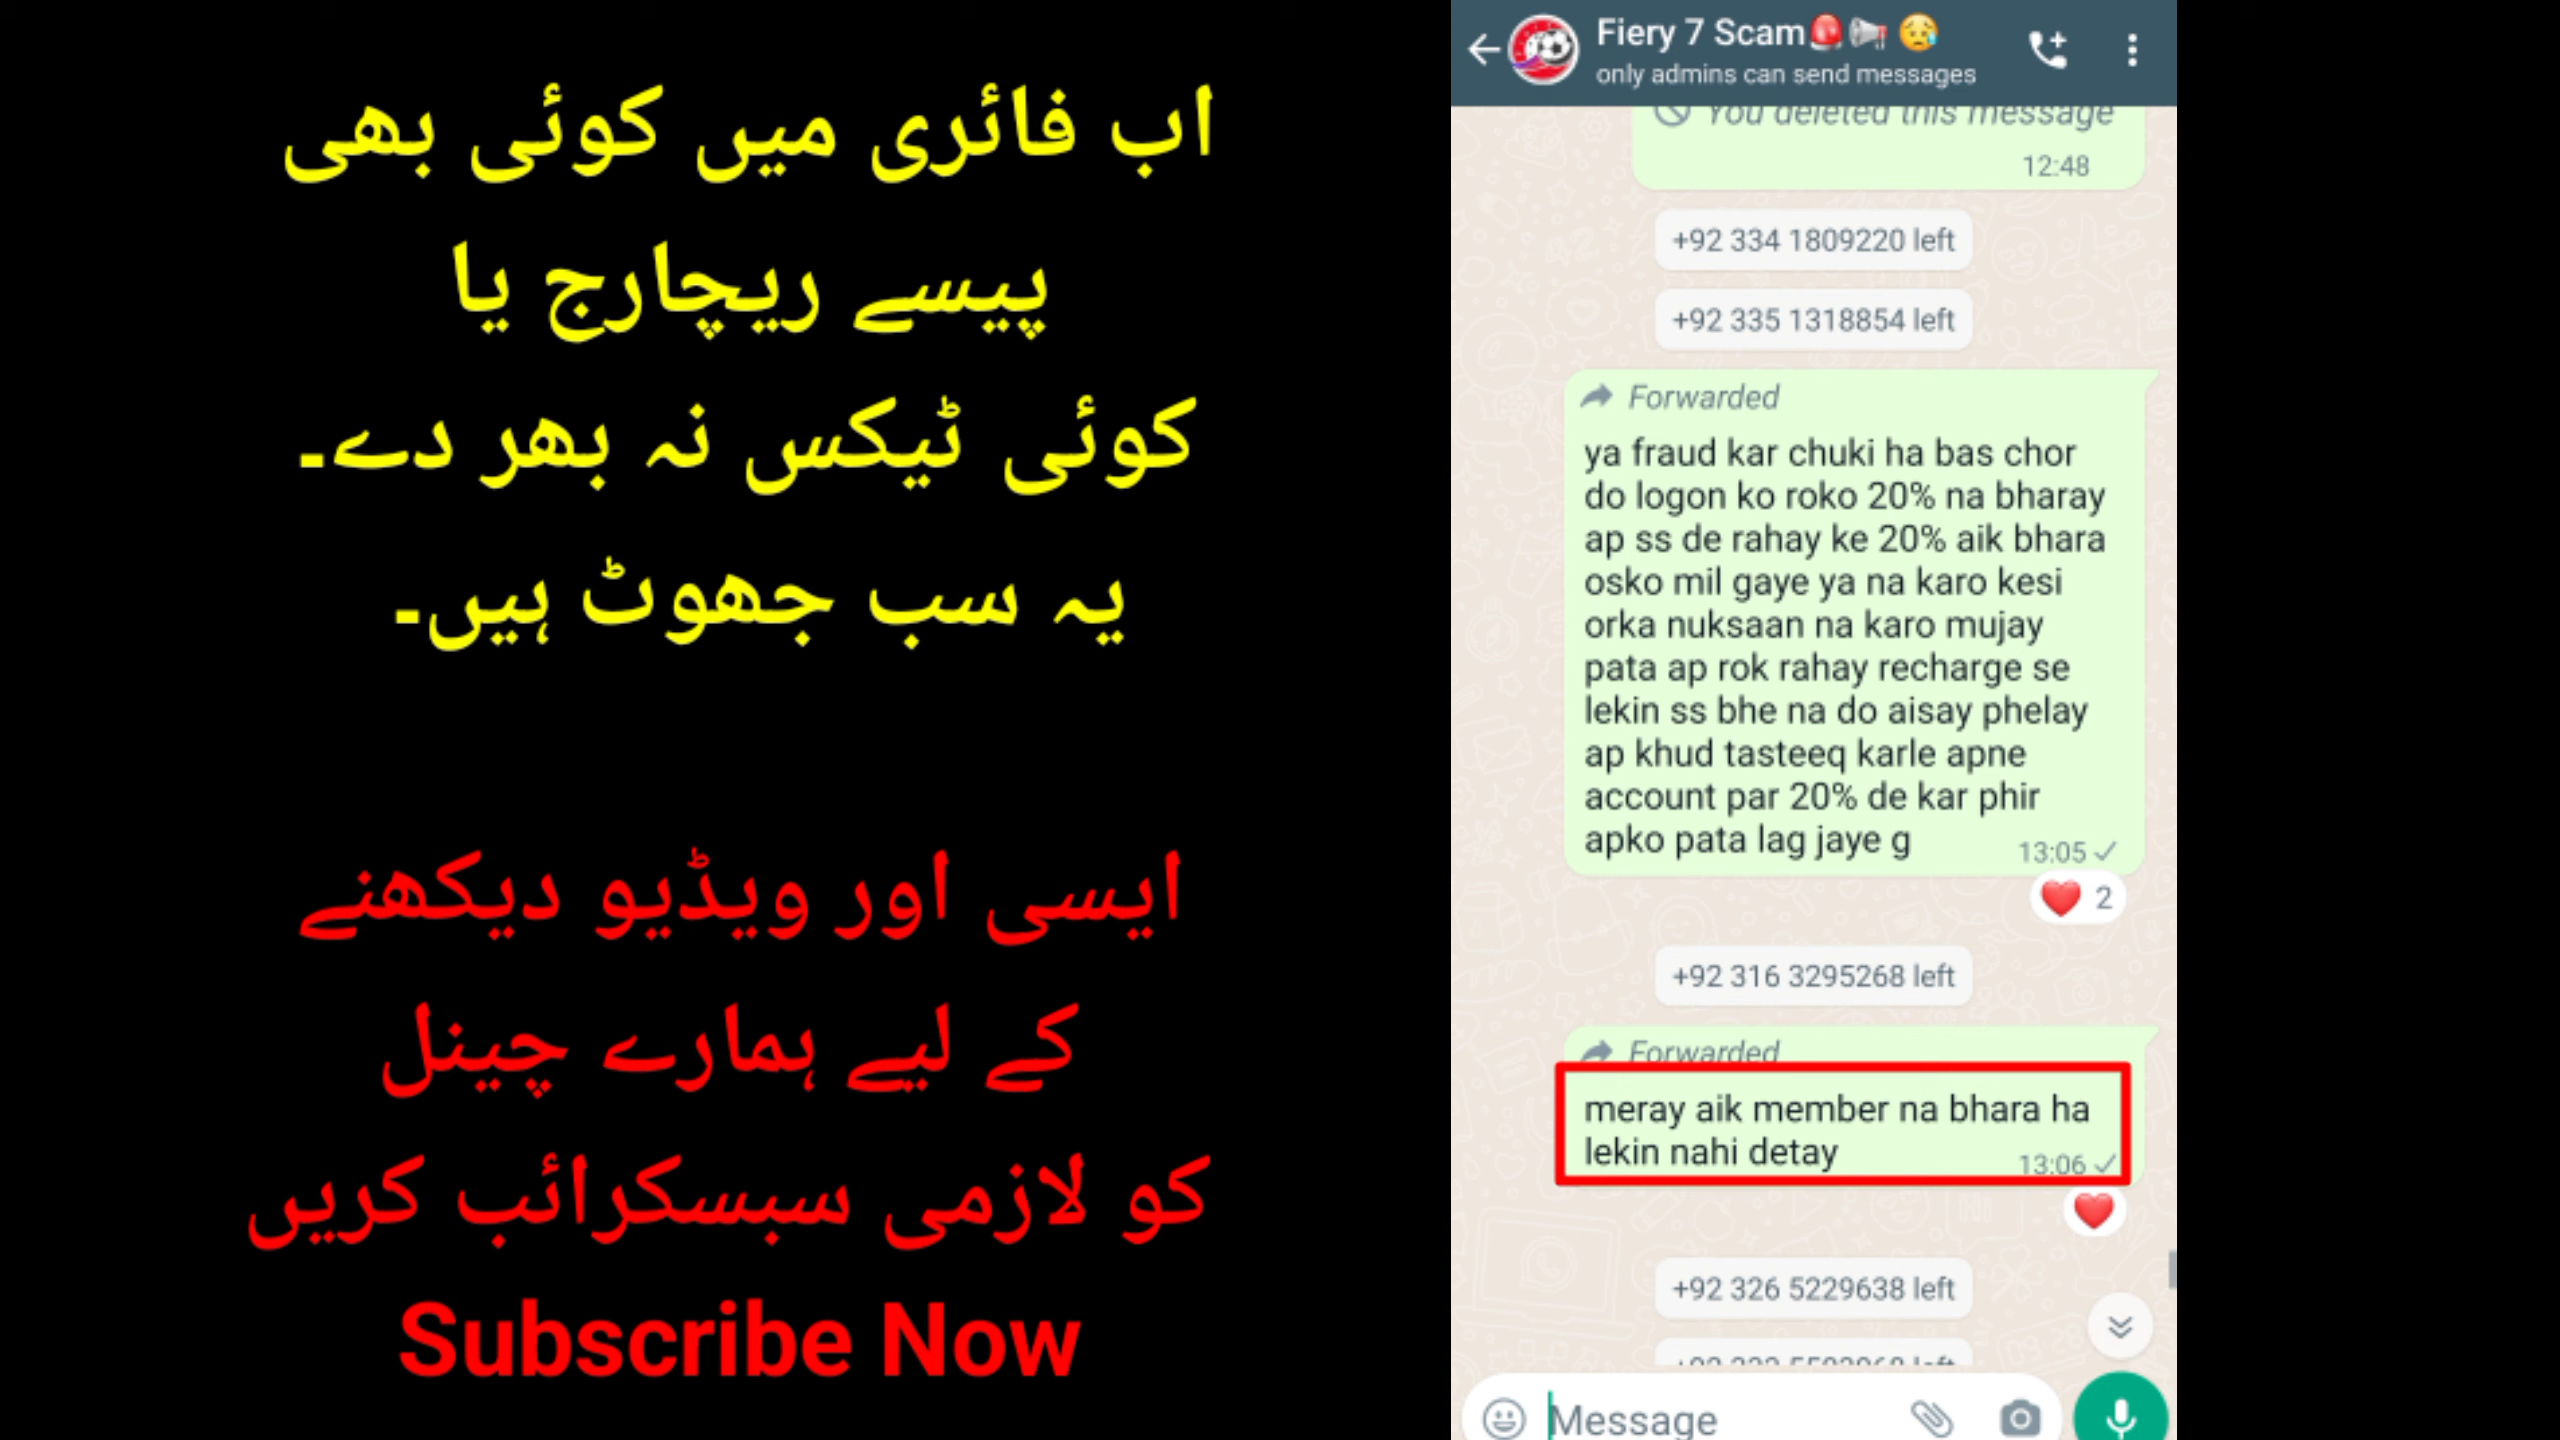 اب فائری میں کوئی بھی
پیسے ریچارج یا
کوئی ٹیکس نہ بھر دے۔
یہ سب جھوٹ ہیں۔
ایسی اور ویڈیو دیکھنے
کے لیے ہمارے چینل
کو لازمی سبسکرائب کریں
Subscribe Now
Fiery 7 Scam🚨📢😥
only admins can send messages
You deleted this message
12:48
+92 334 1809220 left
+92 335 1318854 left
Forwarded
ya fraud kar chuki ha bas chor
do logon ko roko 20% na bharay
ap ss de rahay ke 20% aik bhara
osko mil gaye ya na karo kesi
orka nuksaan na karo mujay
pata ap rok rahay recharge se
lekin ss bhe na do aisay phelay
ap khud tasteeq karle apne
account par 20% de kar phir
apko pata lag jaye g
13:05
❤️ 2
+92 316 3295268 left
Forwarded
meray aik member na bhara ha
lekin nahi detay
13:06
❤️
+92 326 5229638 left
Message